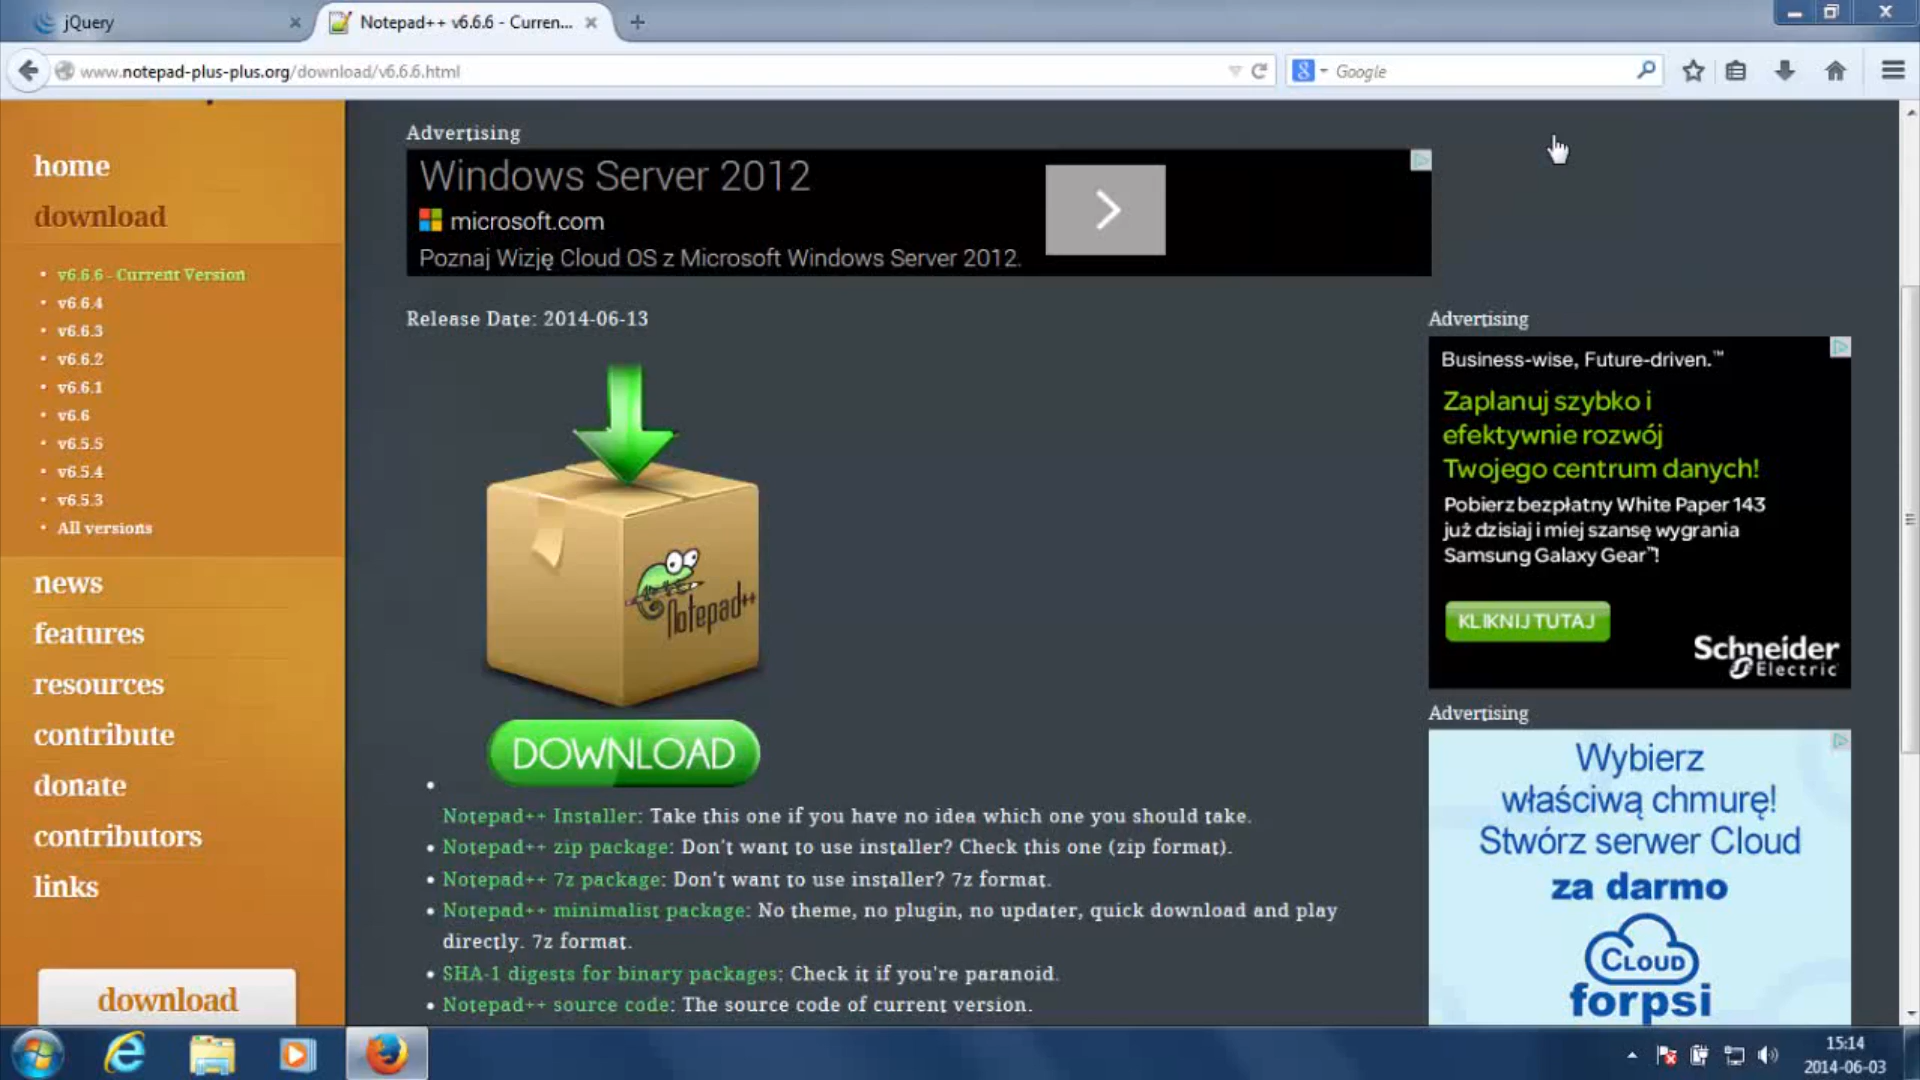 jQuery
Notepad++ v6.6.6 - Curren...
www.notepad-plus-plus.org/download/v6.6.6.html
Google
home
download
v6.6.6 - Current Version
v6.6.4
v6.6.3
v6.6.2
v6.6.1
v6.6
v6.5.5
v6.5.4
v6.5.3
All versions
news
features
resources
contribute
donate
contributors
links
download
Advertising
Windows Server 2012
microsoft.com
Poznaj Wizję Cloud OS z Microsoft Windows Server 2012.
Release Date: 2014-06-13
Notepad++
DOWNLOAD
Notepad++ Installer: Take this one if you have no idea which one you should take.
Notepad++ zip package: Don't want to use installer? Check this one (zip format).
Notepad++ 7z package: Don't want to use installer? 7z format.
Notepad++ minimalist package: No theme, no plugin, no updater, quick download and play
directly. 7z format.
SHA-1 digests for binary packages: Check it if you're paranoid.
Notepad++ source code: The source code of current version.
Advertising
Business-wise, Future-driven.™
Zaplanuj szybko i
efektywnie rozwój
Twojego centrum danych!
Pobierz bezpłatny White Paper 143
już dzisiaj i miej szansę wygrania
Samsung Galaxy Gear™!
KLIKNIJ TUTAJ
Schneider
Electric
Advertising
Wybierz
właściwą chmurę!
Stwórz serwer Cloud
za darmo
CLOUD
forpsi
15:14
2014-06-03